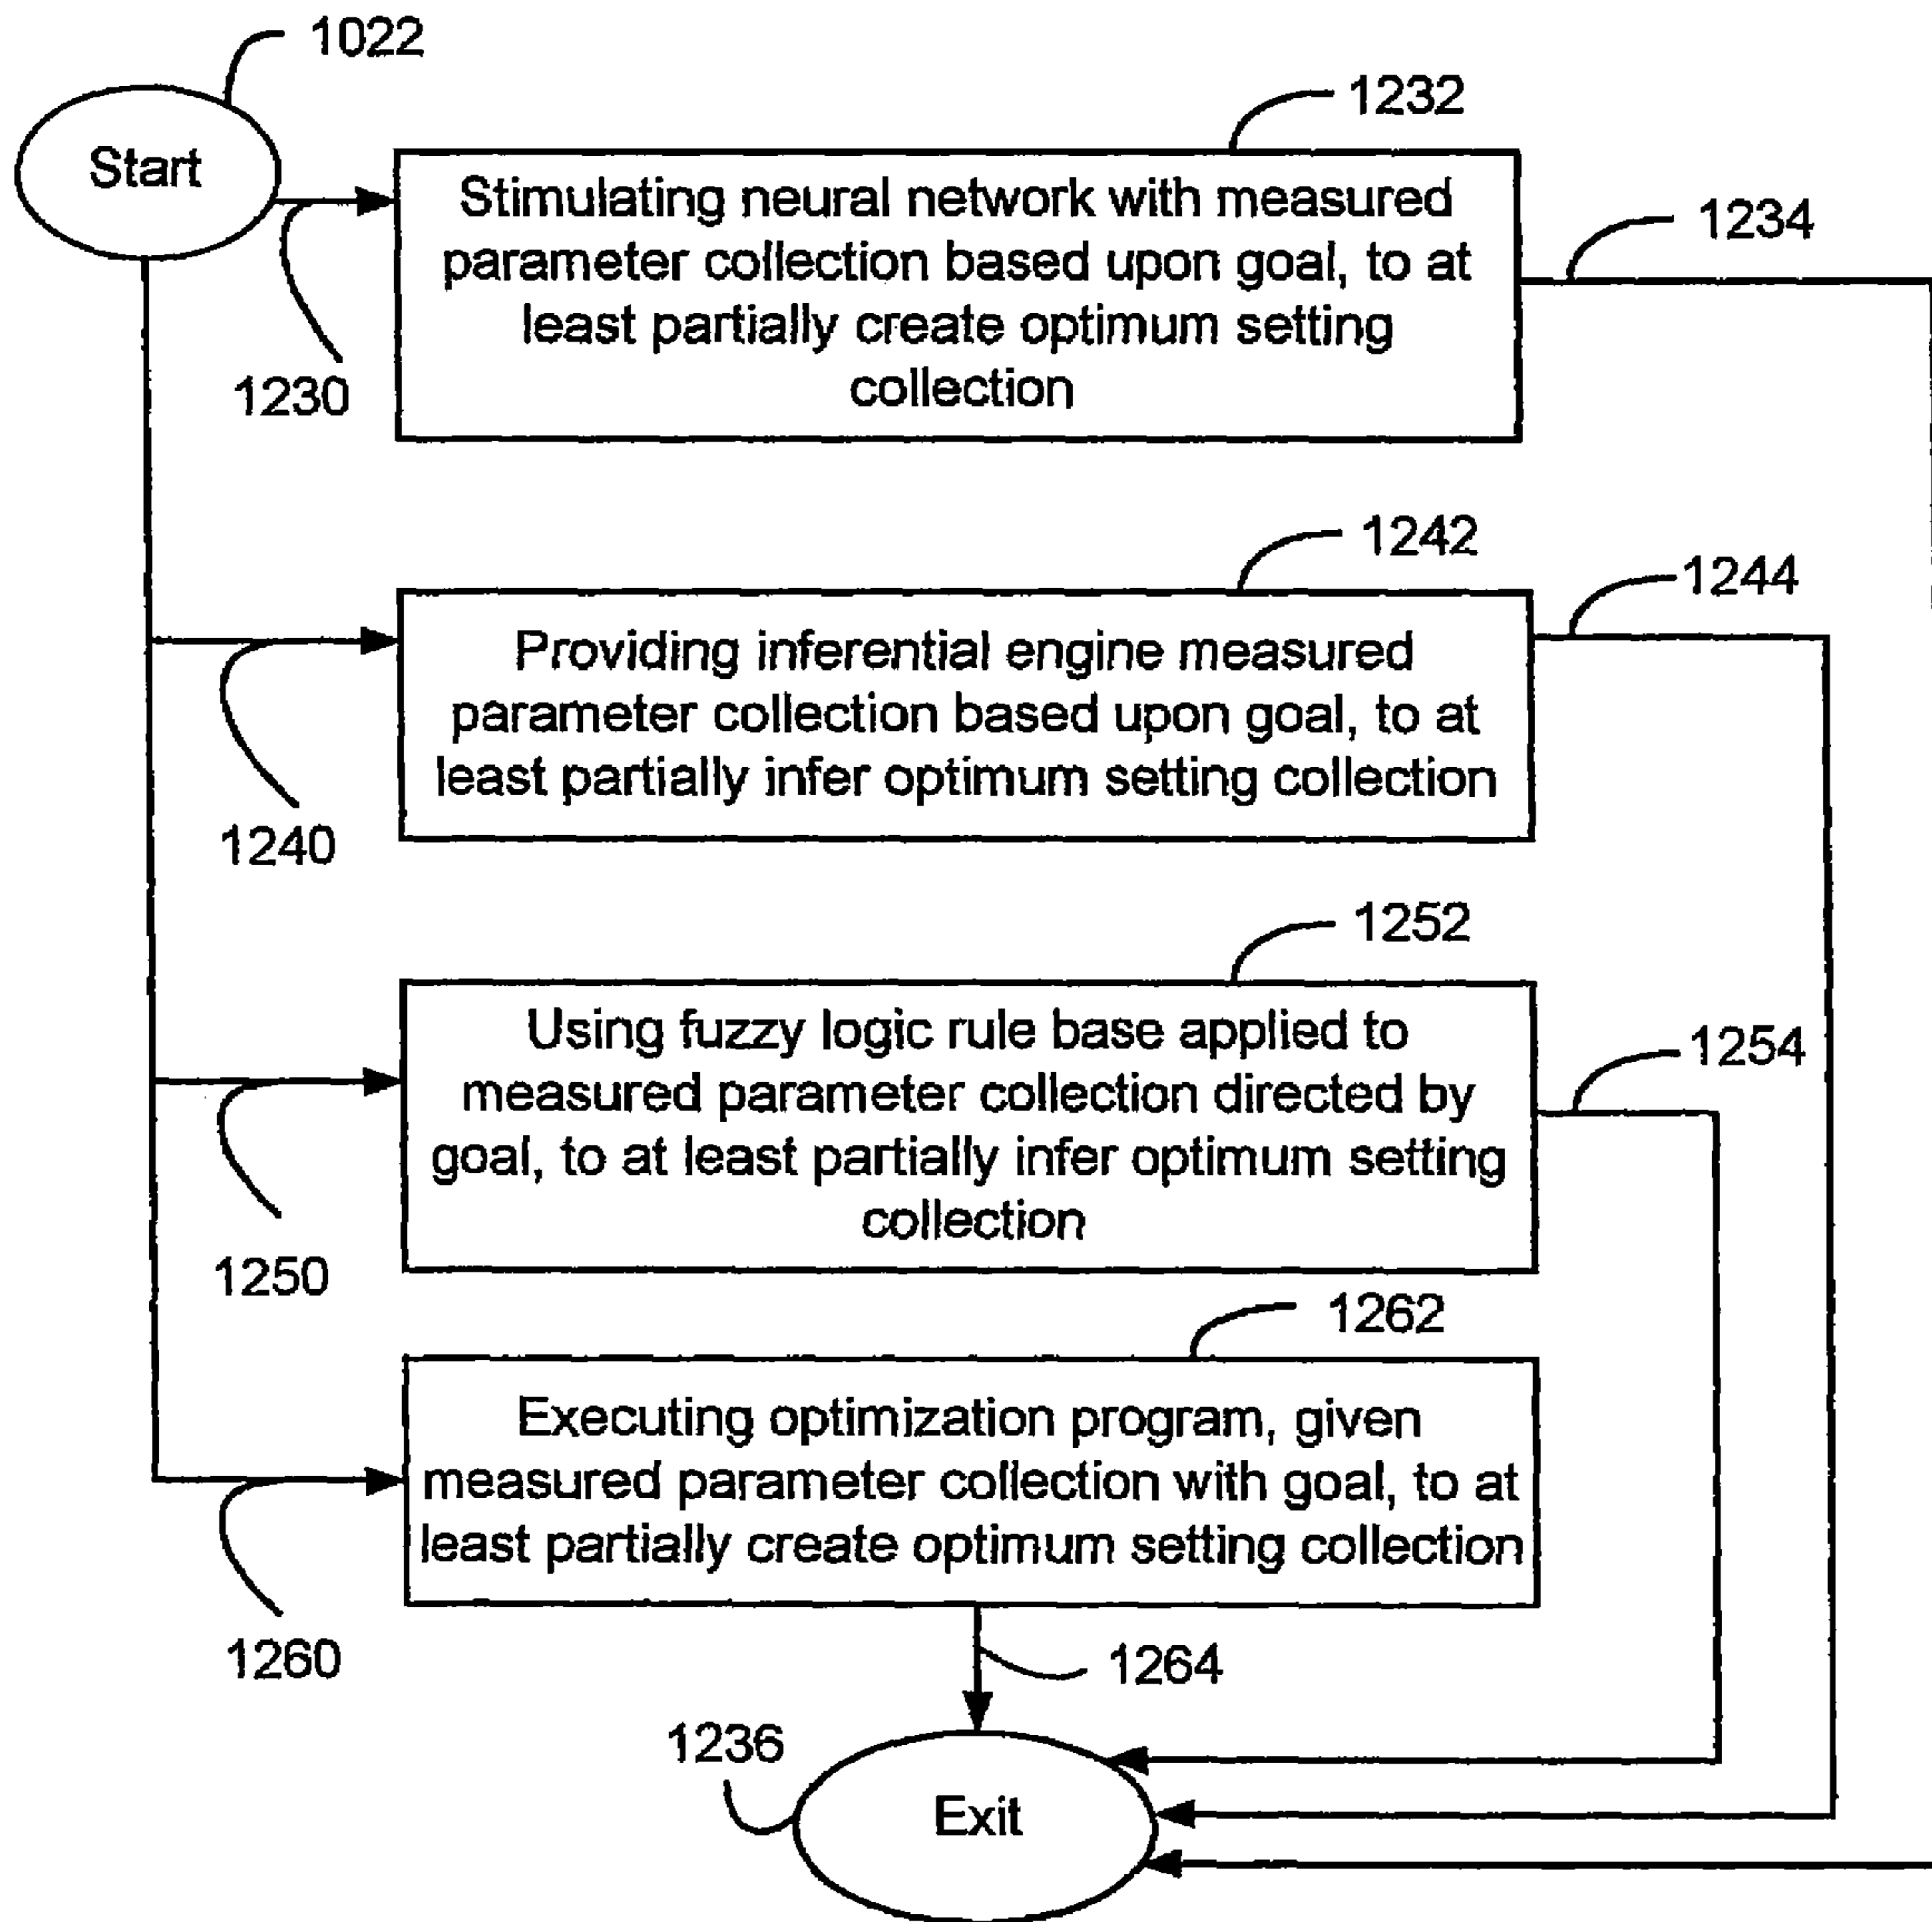 1022
Start
1232
Stimulating neural network with measured
parameter collection based upon goal, to at
least partially create optimum setting
collection
1234
1230
1242
1244
Providing inferential engine measured
parameter collection based upon goal, to at
least partially infer optimum setting collection
1240
1252
1254
Using fuzzy logic rule base applied to
measured parameter collection directed by
goal, to at least partially infer optimum setting
collection
1250
1262
Executing optimization program, given
measured parameter collection with goal, to at
least partially create optimum setting collection
1260
1264
1236
Exit